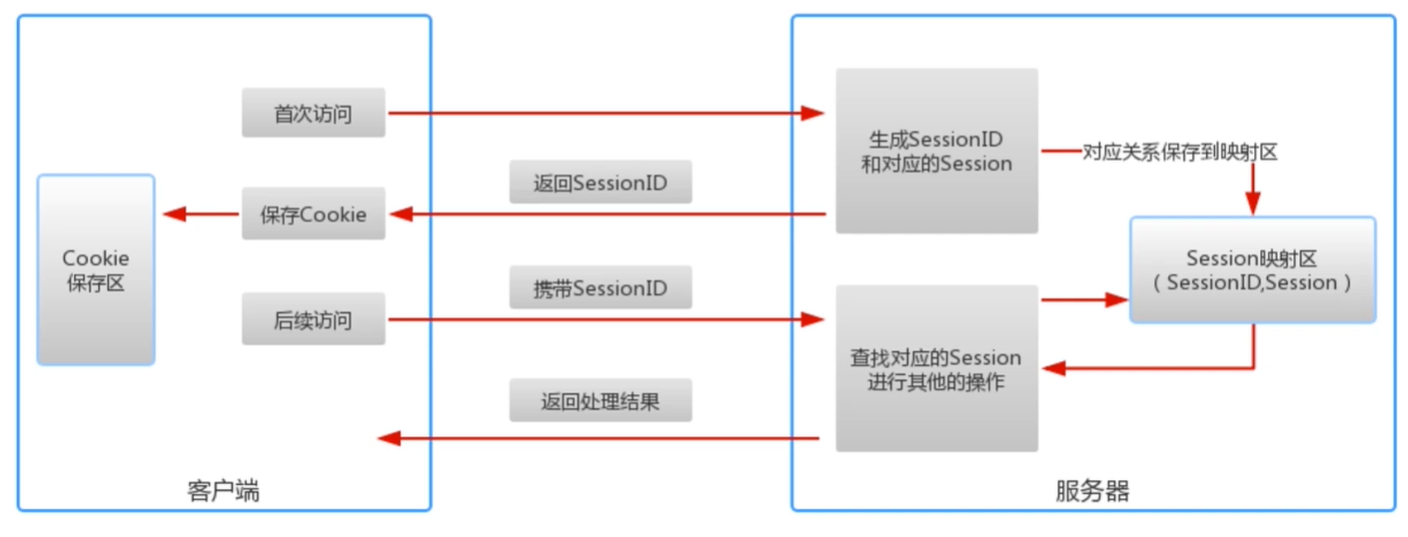 首次访问
生成SessionID
和对应的Session
对应关系保存到映射区
返回SessionID
保存Cookie
Cookie
保存区
Session映射区
（SessionID,Session）
携带SessionID
后续访问
查找对应的Session
进行其他的操作
返回处理结果
客户端
服务器